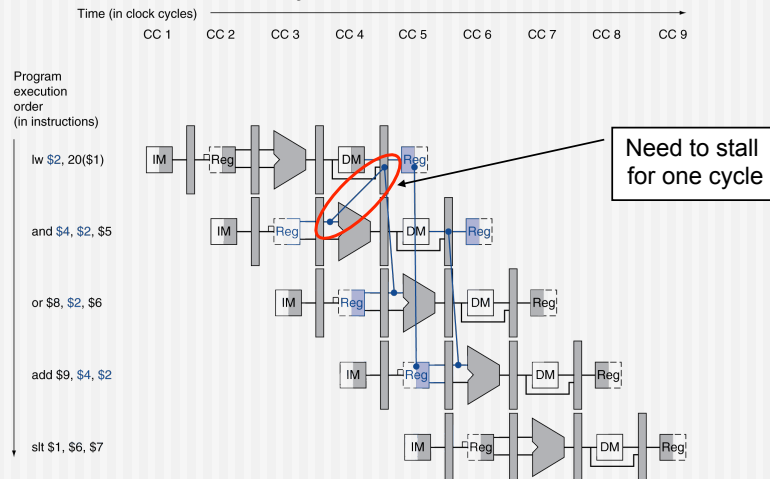 Time (in clock cycles)
CC 1 CC 2 CC 3 CC 4 CC 5 CC 6 CC 7 CC 8 CC 9
Program
execution
order
(in instructions)
Need to stall
for one cycle
lw $2, 20($1) IM Reg DM Reg
and $4, $2, $5 IM Reg DM Reg
or $8, $2, $6 IM Reg DM Reg
add $9, $4, $2 IM Reg DM Reg
slt $1, $6, $7 IM Reg DM Reg